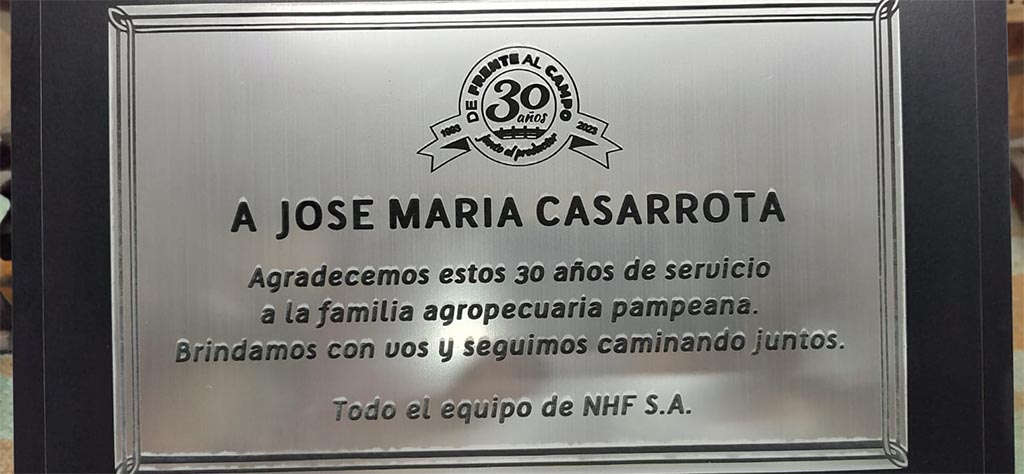 DE FRENTE AL CAMPO
30
años
junto al productor
1993 2023
A JOSE MARIA CASARROTA
Agradecemos estos 30 años de servicio
a la familia agropecuaria pampeana.
Brindamos con vos y seguimos caminando juntos.
Todo el equipo de NHF S.A.